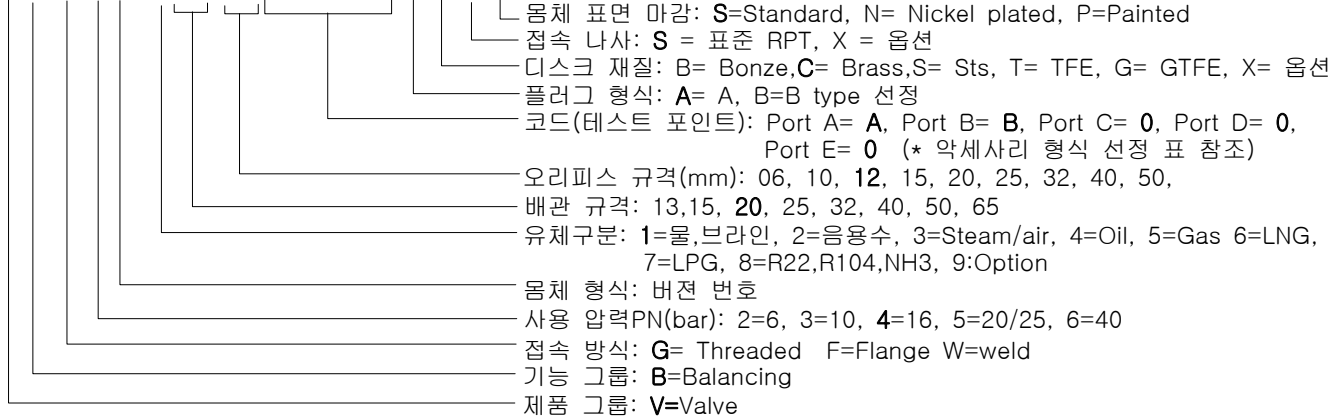 몸체 표면 마감: S=Standard, N= Nickel plated, P=Painted
접속 나사: S = 표준 RPT, X = 옵션
디스크 재질: B= Bonze,C= Brass,S= Sts, T= TFE, G= GTFE, X= 옵션
플러그 형식: A= A, B=B type 선정
코드(테스트 포인트): Port A= A, Port B= B, Port C= 0, Port D= 0,
Port E= 0 (* 악세사리 형식 선정 표 참조)
오리피스 규격(mm): 06, 10, 12, 15, 20, 25, 32, 40, 50,
배관 규격: 13,15, 20, 25, 32, 40, 50, 65
유체구분: 1=물,브라인, 2=음용수, 3=Steam/air, 4=Oil, 5=Gas 6=LNG,
7=LPG, 8=R22,R104,NH3, 9:Option
몸체 형식: 버젼 번호
사용 압력PN(bar): 2=6, 3=10, 4=16, 5=20/25, 6=40
접속 방식: G= Threaded F=Flange W=weld
기능 그룹: B=Balancing
제품 그룹: V=Valve